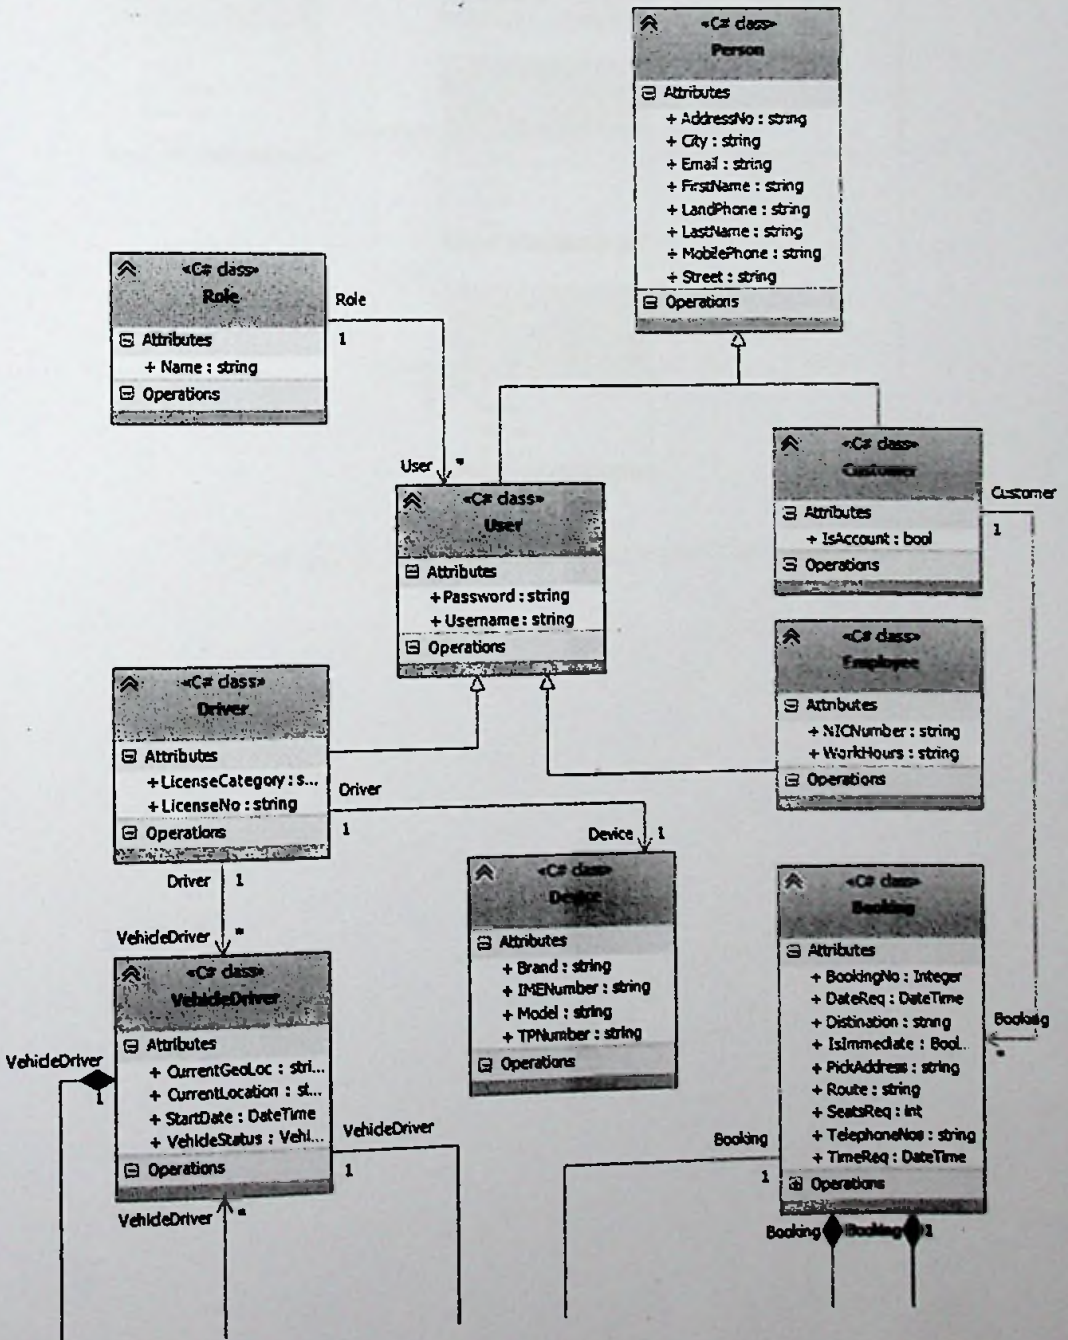 «C# class»
Person
Attributes
+ AddressNo : string
+ City : string
+ Email : string
+ FirstName : string
+ LandPhone : string
+ LastName : string
+ MobilePhone : string
+ Street : string
Operations
«C# class»
Role
Attributes
+ Name : string
Operations
Role
1
User *
«C# class»
User
Attributes
+ Password : string
+ Username : string
Operations
«C# class»
Customer
Attributes
+ IsAccount : bool
Operations
Customer
1
«C# class»
Employee
Attributes
+ NICNumber : string
+ WorkHours : string
Operations
«C# class»
Driver
Attributes
+ LicenseCategory : s...
+ LicenseNo : string
Operations
Driver
1
Device 1
Driver 1
VehicleDriver *
«C# class»
Device
Attributes
+ Brand : string
+ IMENumber : string
+ Model : string
+ TPNumber : string
Operations
«C# class»
Booking
Attributes
+ BookingNo : Integer
+ DateReq : DateTime
+ Distination : string
+ IsImmediate : Bool...
+ PickAddress : string
+ Route : string
+ SeatsReq : int
+ TelephoneNos : string
+ TimeReq : DateTime
Operations
Booking
*
«C# class»
VehicleDriver
Attributes
+ CurrentGeoLoc : stri...
+ CurrentLocation : st...
+ StartDate : DateTime
+ VehicleStatus : Vehi...
Operations
VehicleDriver
1
VehicleDriver
1
VehicleDriver *
Booking
1
Booking Booking 1